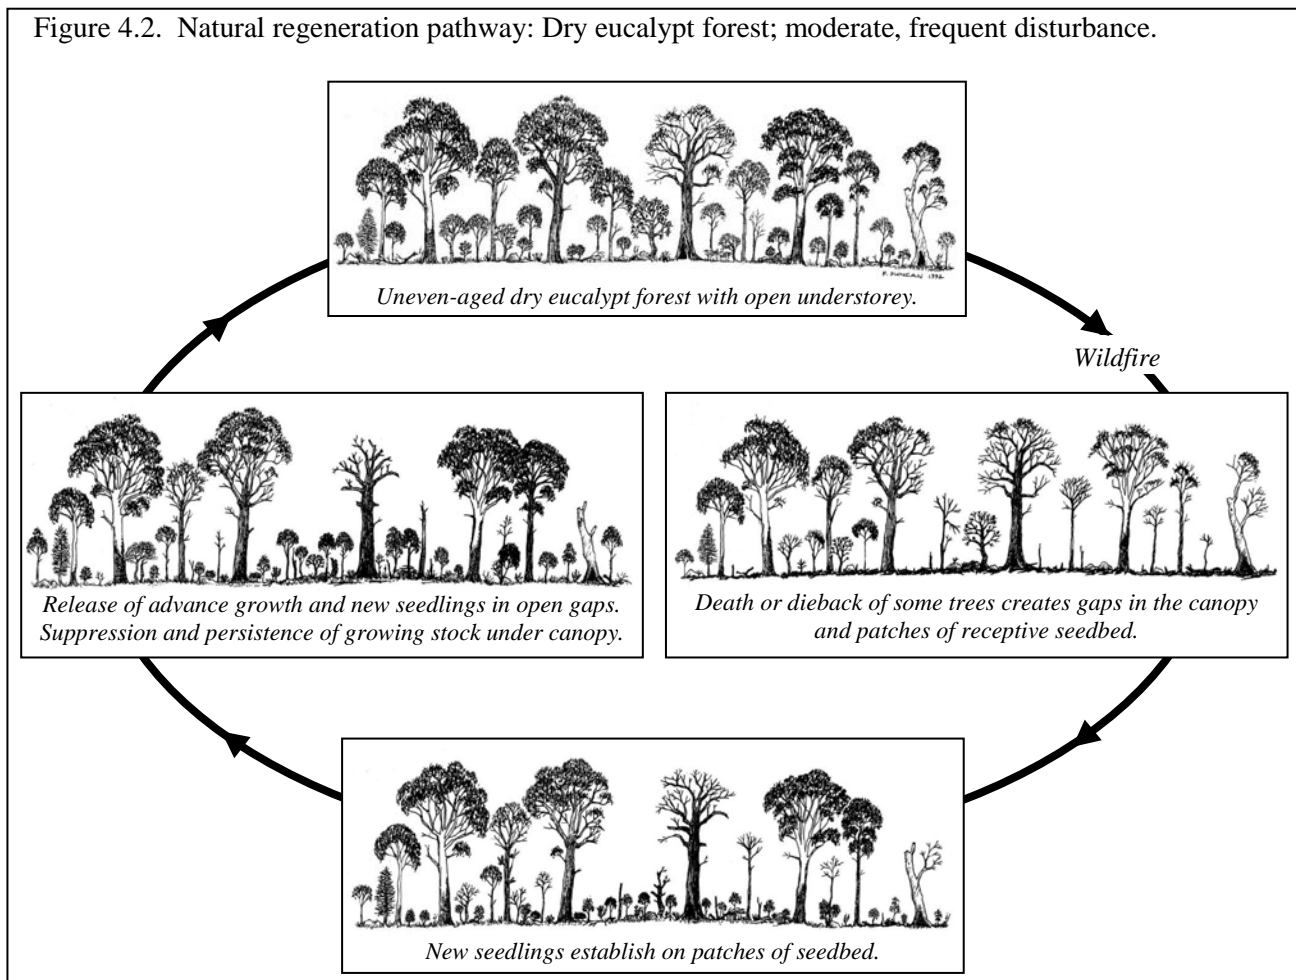 Figure 4.2. Natural regeneration pathway: Dry eucalypt forest; moderate, frequent disturbance.
F. DUNCAN 1992
Uneven-aged dry eucalypt forest with open understorey.
Wildfire
Death or dieback of some trees creates gaps in the canopy
and patches of receptive seedbed.
New seedlings establish on patches of seedbed.
Release of advance growth and new seedlings in open gaps.
Suppression and persistence of growing stock under canopy.